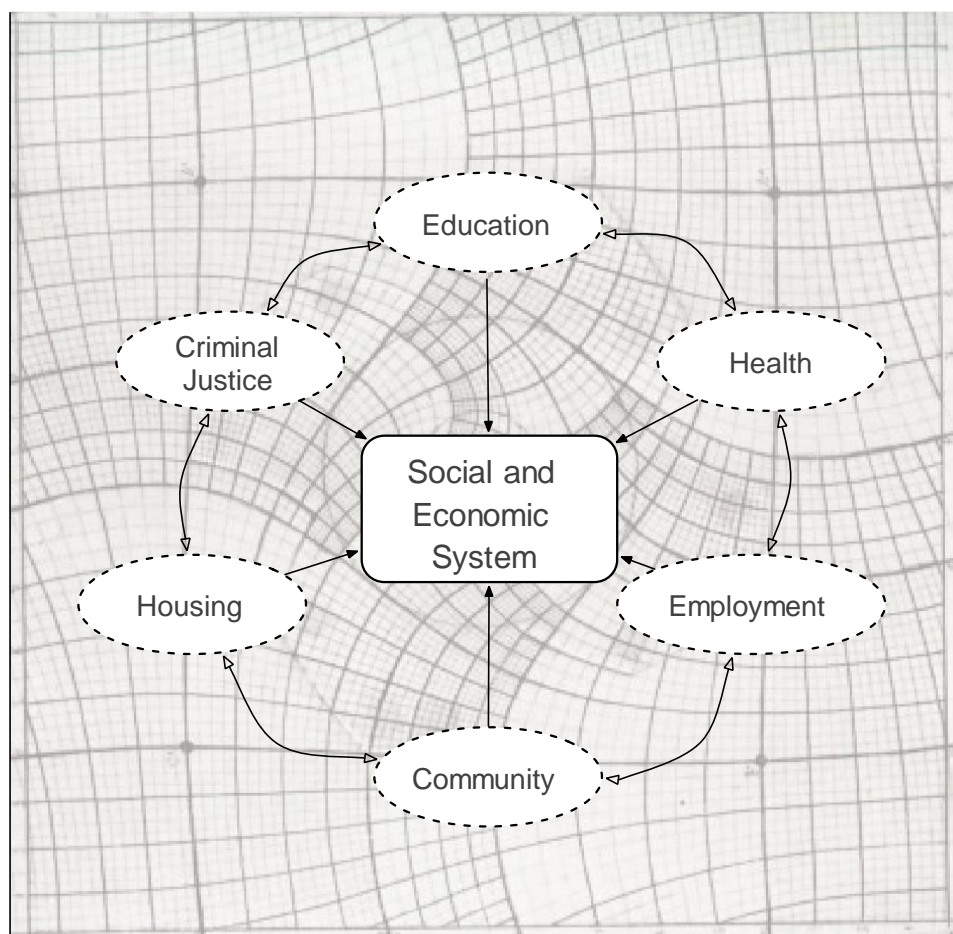 Education
Criminal
Justice
Health
Social and
Economic
System
Housing
Employment
Community